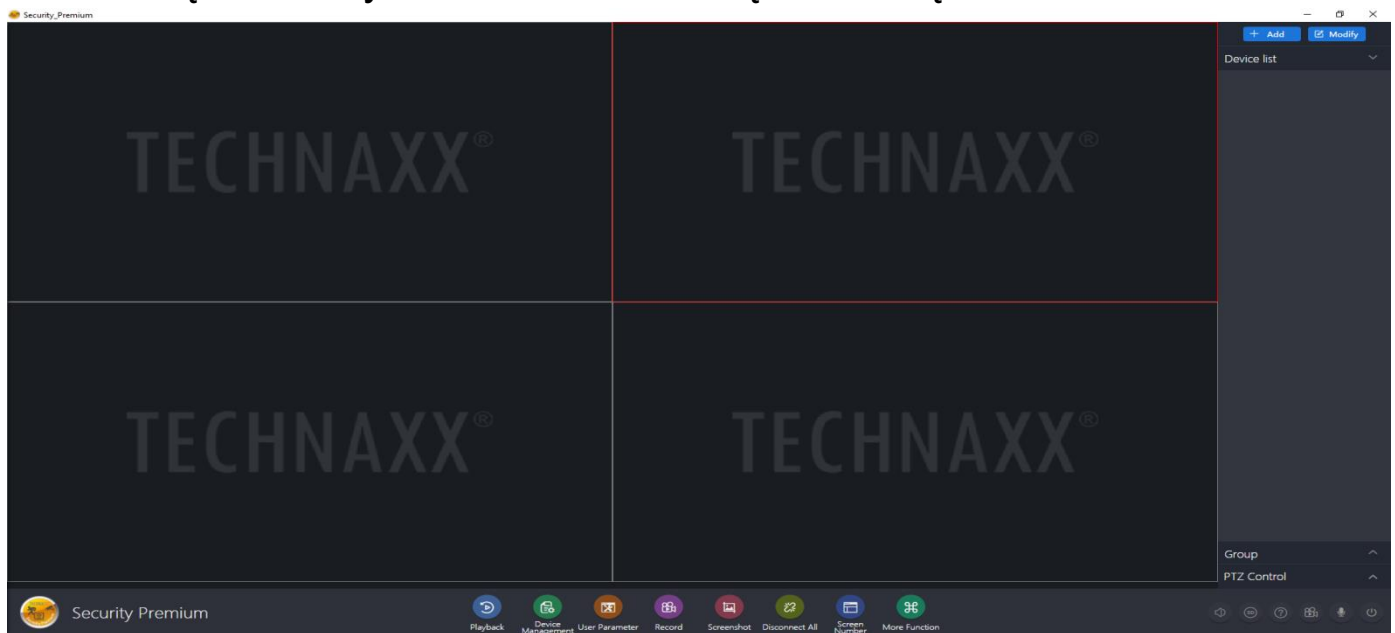 Security_Premium
+ Add
Modify
Device list
TECHNAXX®
TECHNAXX®
TECHNAXX®
TECHNAXX®
Group
PTZ Control
Security Premium
Playback
Device Management
User Parameter
Record
Screenshot
Disconnect All
Screen Number
More Function